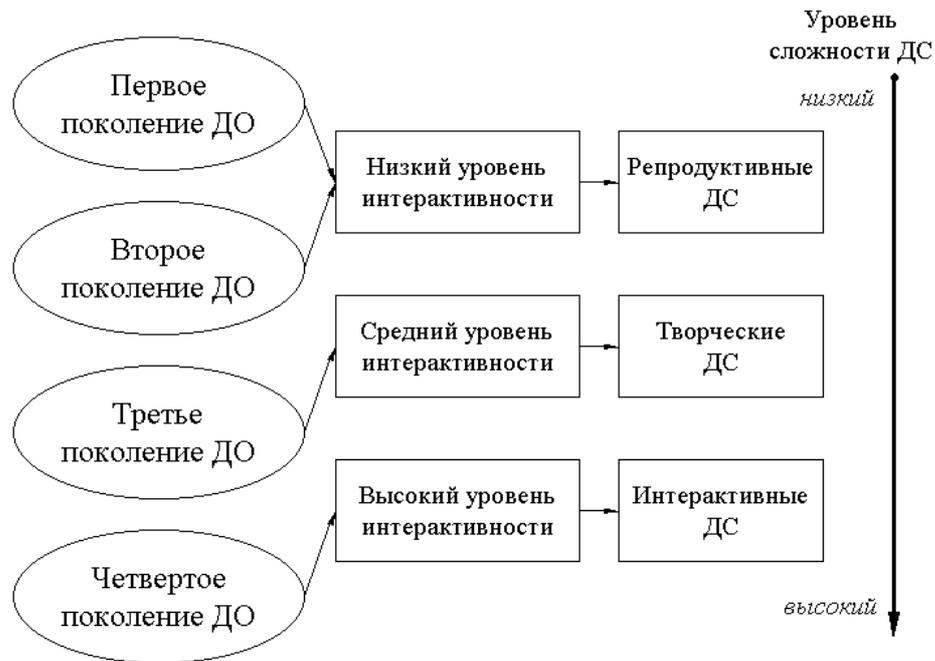 Уровень
сложности ДС
низкий
Первое
поколение ДО
Второе
поколение ДО
Третье
поколение ДО
Четвертое
поколение ДО
Низкий уровень
интерактивности
Средний уровень
интерактивности
Высокий уровень
интерактивности
Репродуктивные
ДС
Творческие
ДС
Интерактивные
ДС
высокий